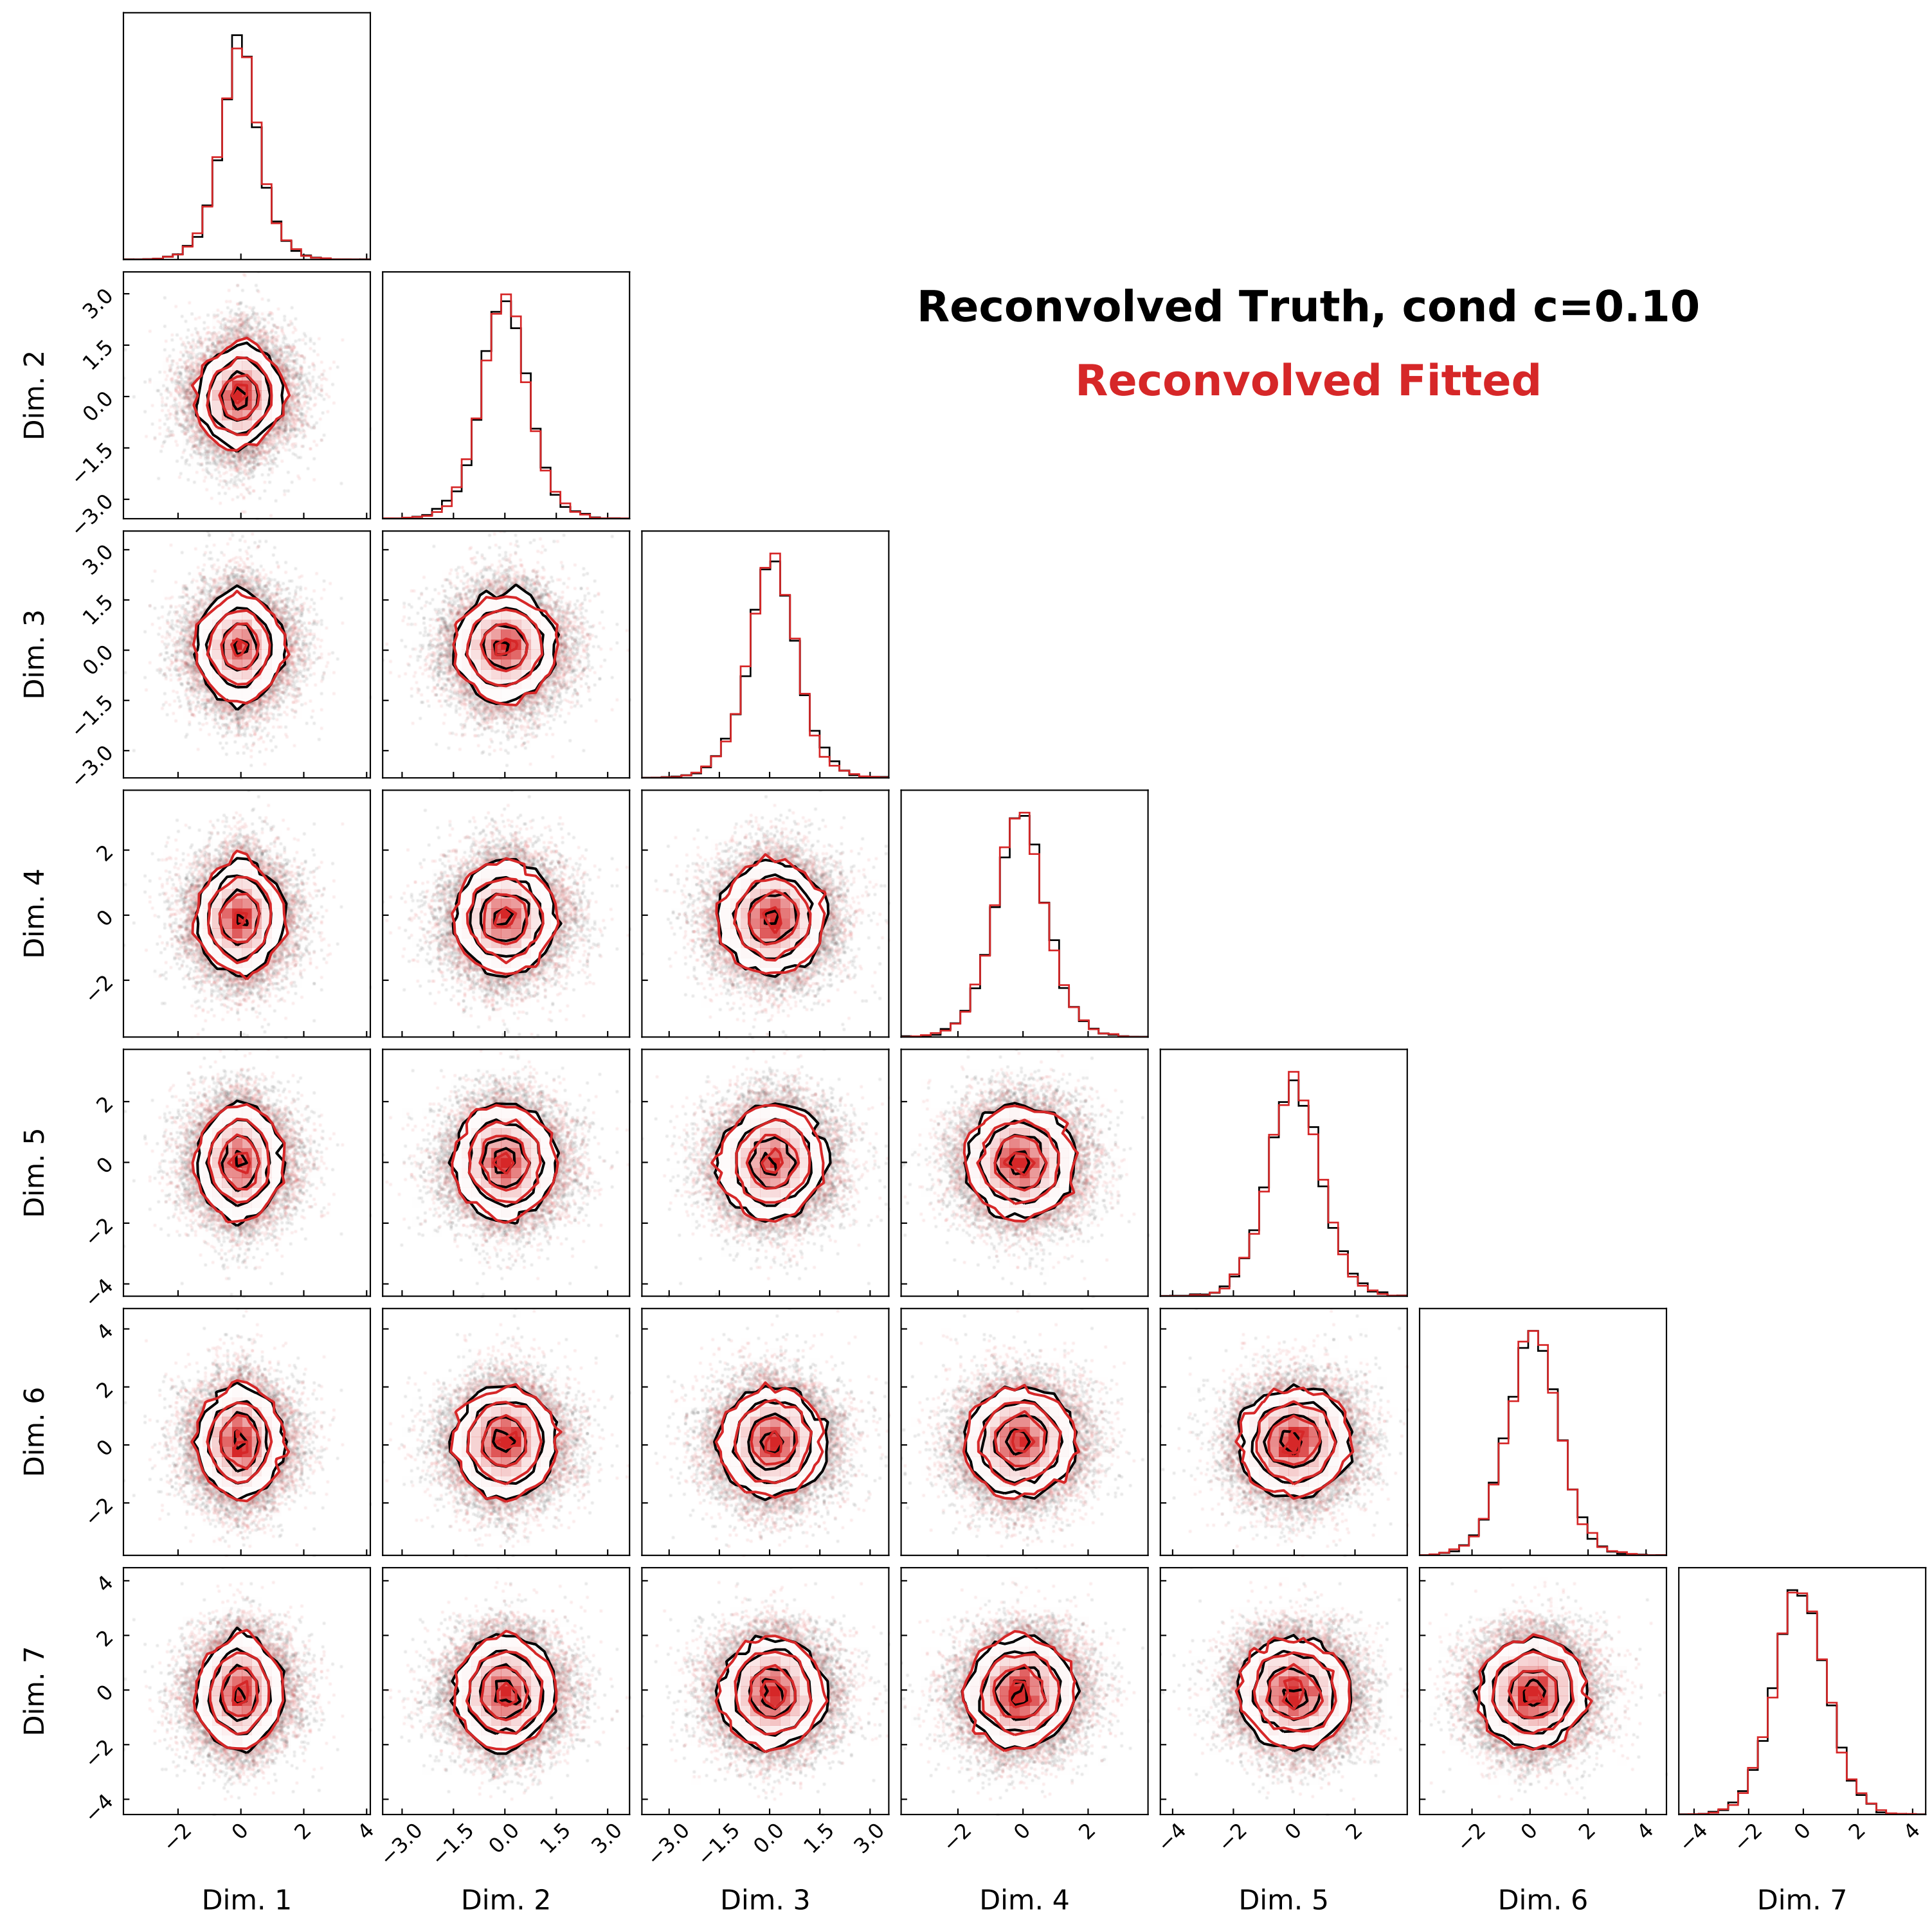 Reconvolved Truth, cond c=0.10
Reconvolved Fitted
3.0
1.5
0.0
−1.5
−3.0
Dim. 2
3.0
1.5
0.0
−1.5
−3.0
Dim. 3
2
0
−2
Dim. 4
2
0
−2
−4
Dim. 5
4
2
0
−2
Dim. 6
4
2
0
−2
−4
Dim. 7
−2 0 2 4 −3.0 −1.5 0.0 1.5 3.0 −3.0 −1.5 0.0 1.5 3.0 −2 0 2 −4 −2 0 2 −2 0 2 4 −4 −2 0 2 4
Dim. 1 Dim. 2 Dim. 3 Dim. 4 Dim. 5 Dim. 6 Dim. 7